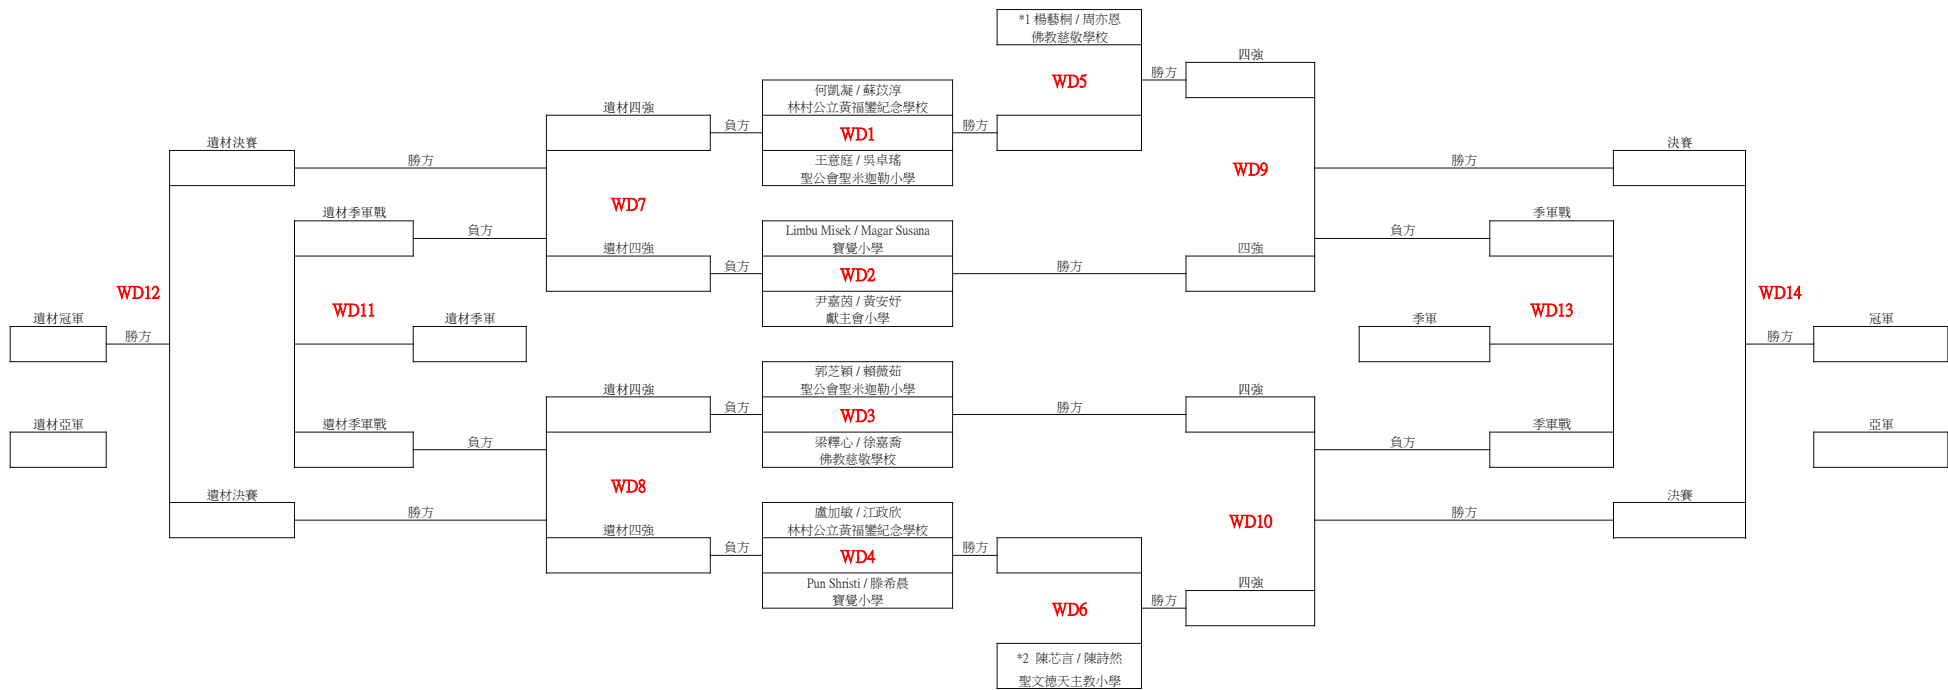 *1 楊藝桐 / 周亦恩
佛教慈敬學校
四強
WD5
勝方
何凱凝 / 蘇苡淳
林村公立黃福鑾紀念學校
遺材四強
負方
WD1
勝方
遺材決賽
勝方
王意庭 / 吳卓瑤
聖公會聖米迦勒小學
WD9
勝方
決賽
遺材季軍戰
WD7
負方
Limbu Misek / Magar Susana
寶覺小學
負方
季軍戰
遺材四強
負方
WD2
勝方
四強
WD12
WD11
尹嘉茵 / 黃安妤
獻主會小學
WD13
WD14
遺材冠軍
勝方
遺材季軍
季軍
勝方
冠軍
郭芝穎 / 賴薇茹
聖公會聖米迦勒小學
遺材四強
負方
WD3
勝方
四強
遺材亞軍
遺材季軍戰
負方
梁釋心 / 徐嘉喬
佛教慈敬學校
負方
季軍戰
亞軍
WD8
遺材決賽
勝方
盧加敏 / 江政欣
林村公立黃福鑾紀念學校
WD10
勝方
決賽
遺材四強
負方
WD4
勝方
Pun Shristi / 滕希晨
寶覺小學
四強
WD6
勝方
*2 陳芯言 / 陳詩然
聖文德天主教小學